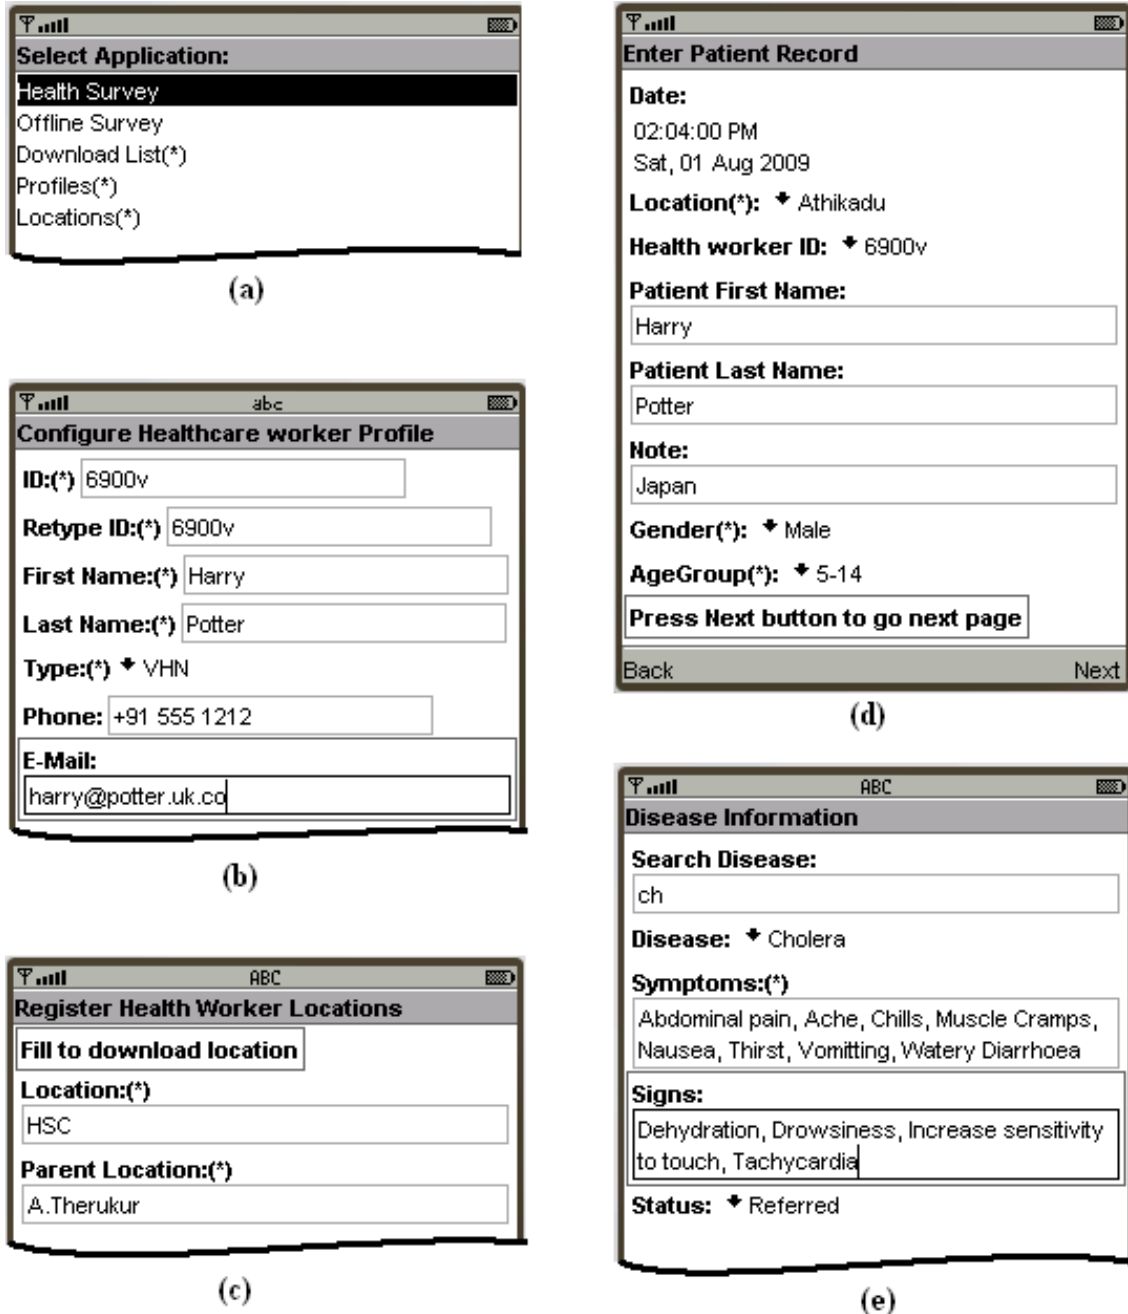 Select Application:
Health Survey
Offline Survey
Download List(*)
Profiles(*)
Locations(*)
(a)
abc
Configure Healthcare worker Profile
ID:(*) 6900v
Retype ID:(*) 6900v
First Name:(*) Harry
Last Name:(*) Potter
Type:(*) VHN
Phone: +91 555 1212
E-Mail:
harry@potter.uk.co
(b)
ABC
Register Health Worker Locations
Fill to download location
Location:(*)
HSC
Parent Location:(*)
A.Therukur
(c)
Enter Patient Record
Date:
02:04:00 PM
Sat, 01 Aug 2009
Location(*): Athikadu
Health worker ID: 6900v
Patient First Name:
Harry
Patient Last Name:
Potter
Note:
Japan
Gender(*): Male
AgeGroup(*): 5-14
Press Next button to go next page
Back Next
(d)
ABC
Disease Information
Search Disease:
ch
Disease: Cholera
Symptoms:(*)
Abdominal pain, Ache, Chills, Muscle Cramps,
Nausea, Thirst, Vomitting, Watery Diarrhoea
Signs:
Dehydration, Drowsiness, Increase sensitivity
to touch, Tachycardia
Status: Referred
(e)